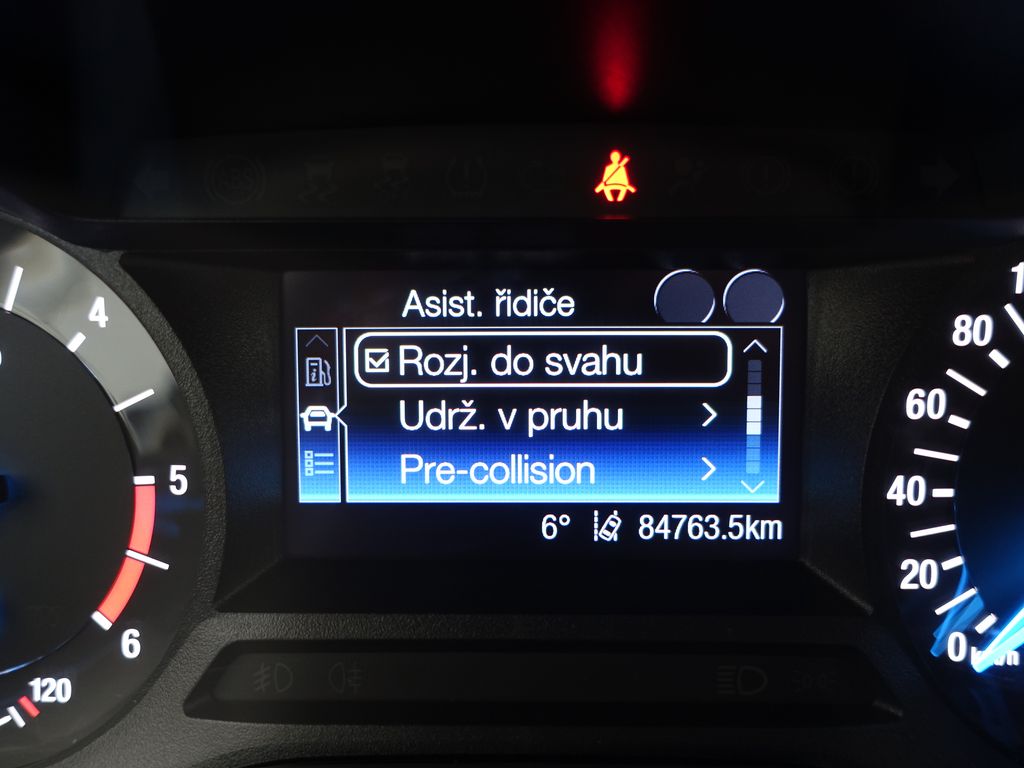 Asist. řidiče
Rozj. do svahu
Udrž. v pruhu
Pre-collision
6° 84763.5km
4
5
6
120
80
60
40
20
0